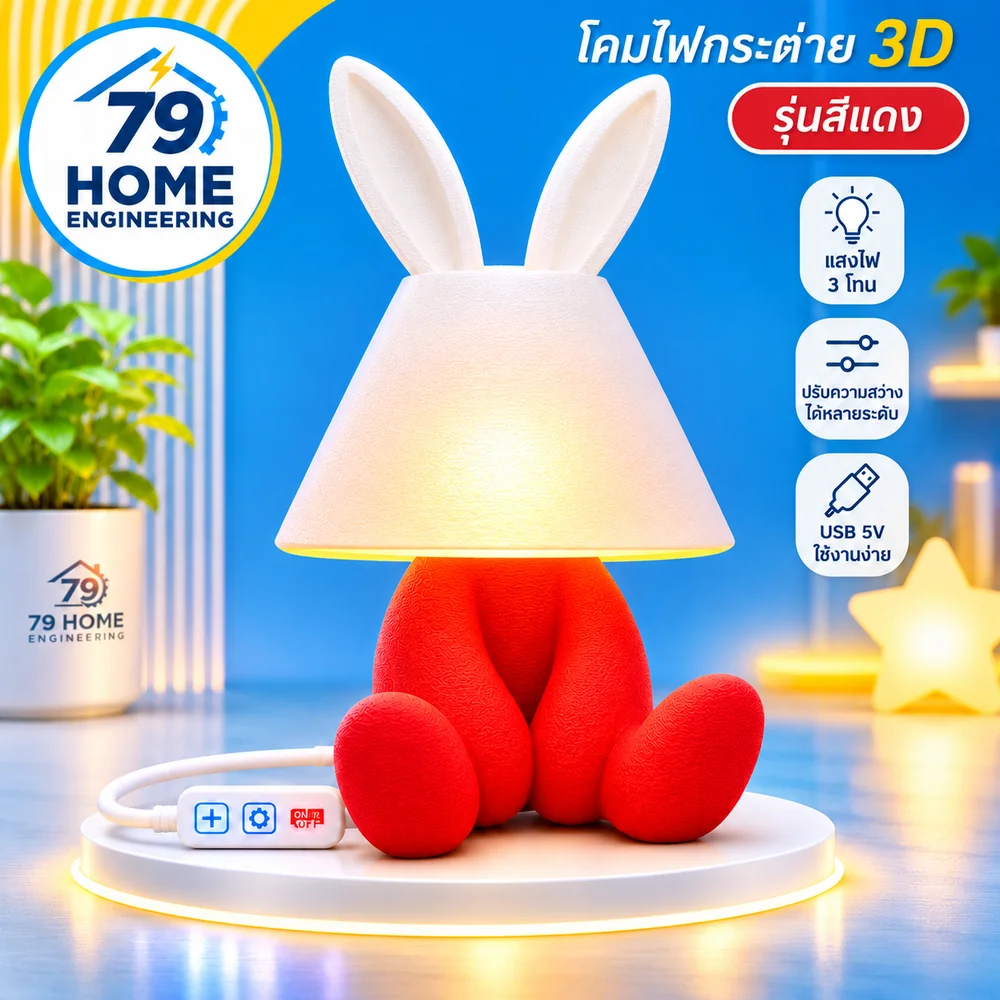 79
HOME
ENGINEERING
โคมไฟกระต่าย 3D
รุ่นสีแดง
แสงไฟ
3 โทน
ปรับความสว่าง
ได้หลายระดับ
USB 5V
ใช้งานง่าย
79
79 HOME
ENGINEERING